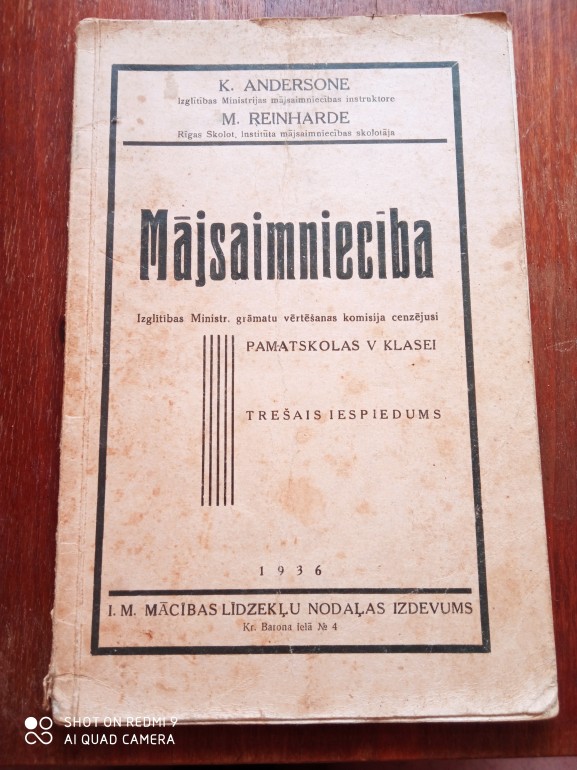 K. ANDERSONE
Izglītības Ministrijas mājsaimniecības instruktore
M. REINHARDE
Rīgas Skolot. Institūta mājsaimniecības skolotāja
Mājsaimniecība
Izglītības Ministr. grāmatu vērtēšanas komisija cenzējusi
PAMATSKOLAS V KLASEI
TREŠAIS IESPIEDUMS
1936
I. M. MĀCĪBAS LĪDZEKĻU NODAĻAS IZDEVUMS
Kr. Barona ielā № 4
SHOT ON REDMI 9
AI QUAD CAMERA